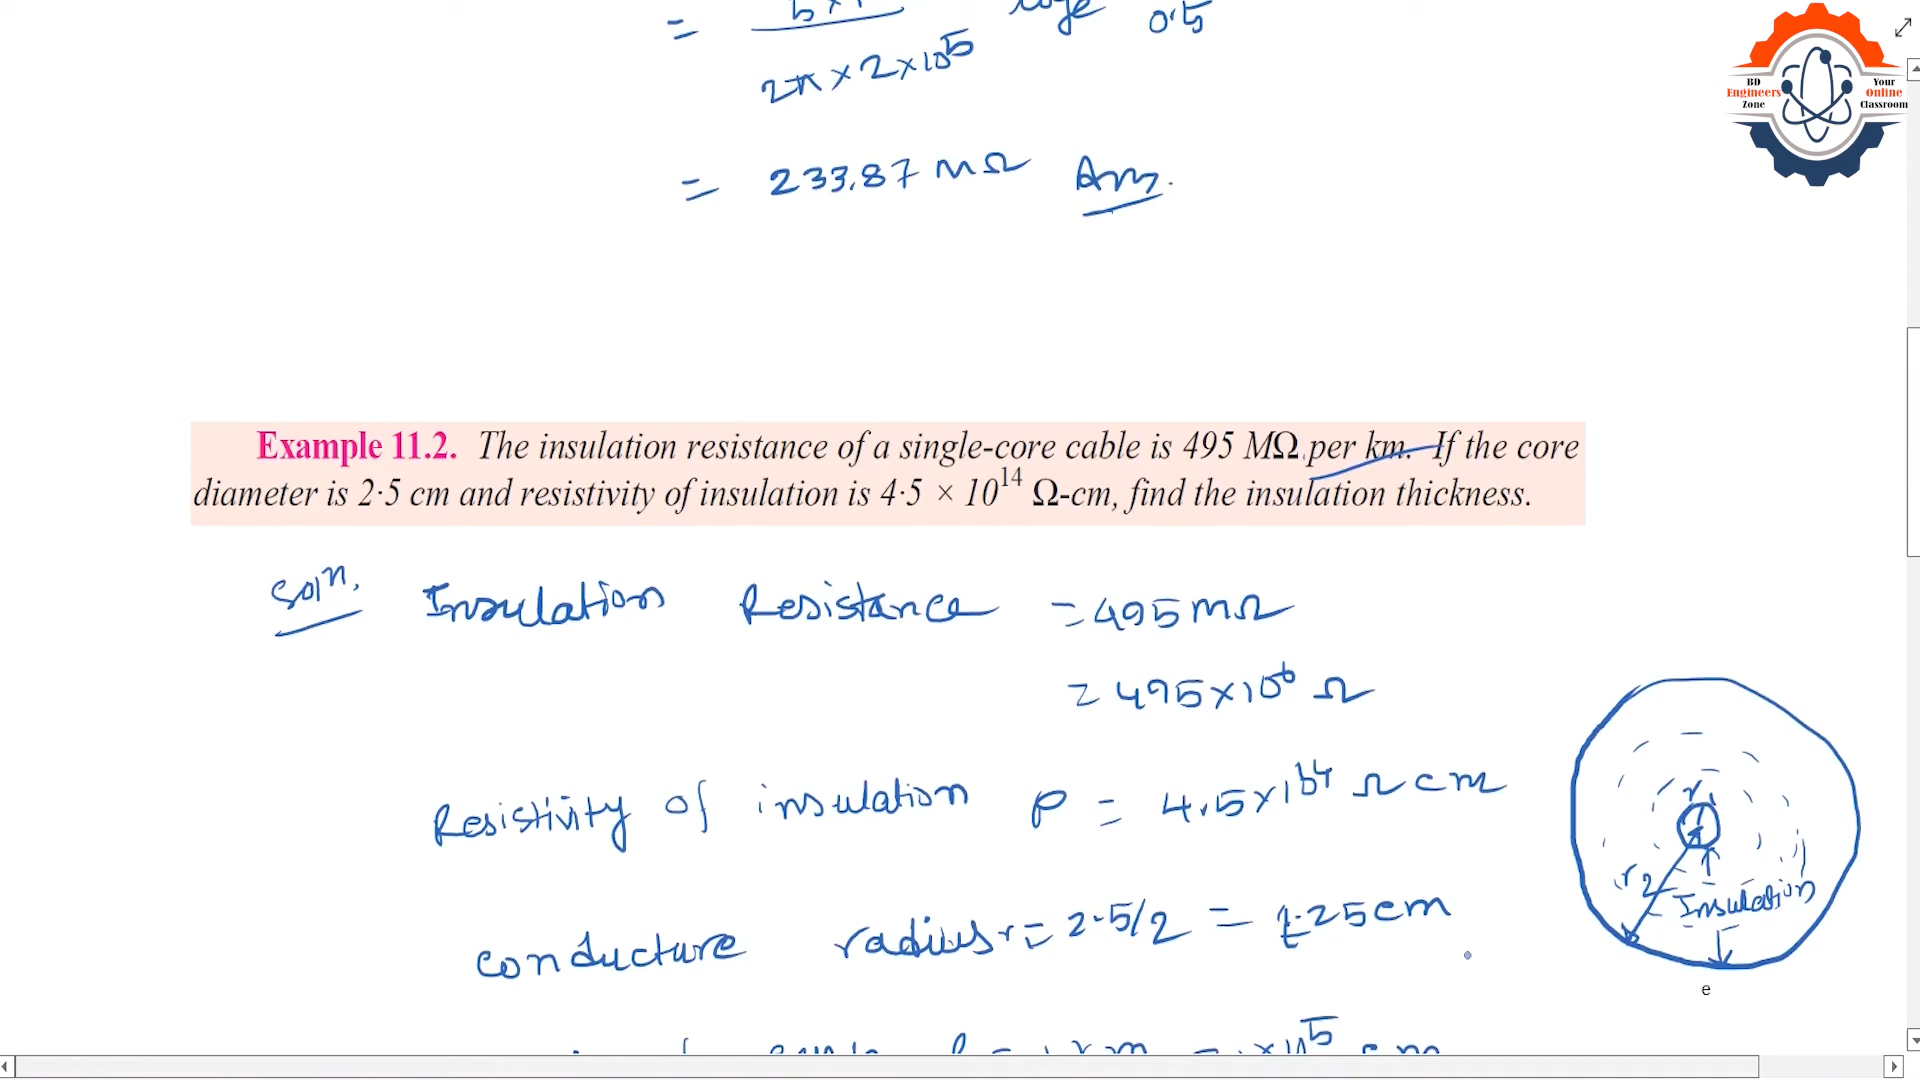 =
2π × 2×10⁵
0.5
= 233.87 MΩ Ans.
BD Engineers Zone
Your Online Classroom
Example 11.2. The insulation resistance of a single-core cable is 495 MΩ per km. If the core
diameter is 2·5 cm and resistivity of insulation is 4·5 × 10¹⁴ Ω-cm, find the insulation thickness.
Soln. Insulation Resistance = 495 MΩ
= 495×10⁶ Ω
Resistivity of insulation ρ = 4.5×10¹⁴ Ω cm
conducture radius r₁ = 2.5/2 = 1.25 cm
r₁
r₂
Insulation
e